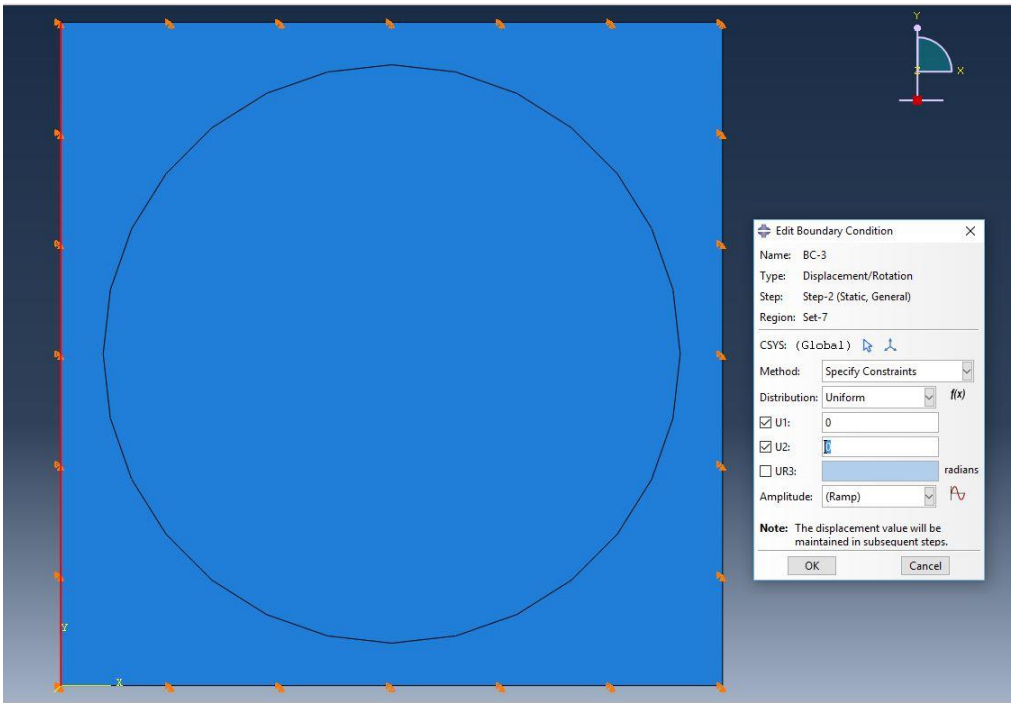 Y
Z
X
Edit Boundary Condition
Name: BC-3
Type: Displacement/Rotation
Step: Step-2 (Static, General)
Region: Set-7
CSYS: (Global)
Method: Specify Constraints
Distribution: Uniform f(x)
U1: 0
U2: 0
UR3: radians
Amplitude: (Ramp)
Note: The displacement value will be
maintained in subsequent steps.
OK Cancel
Y
X